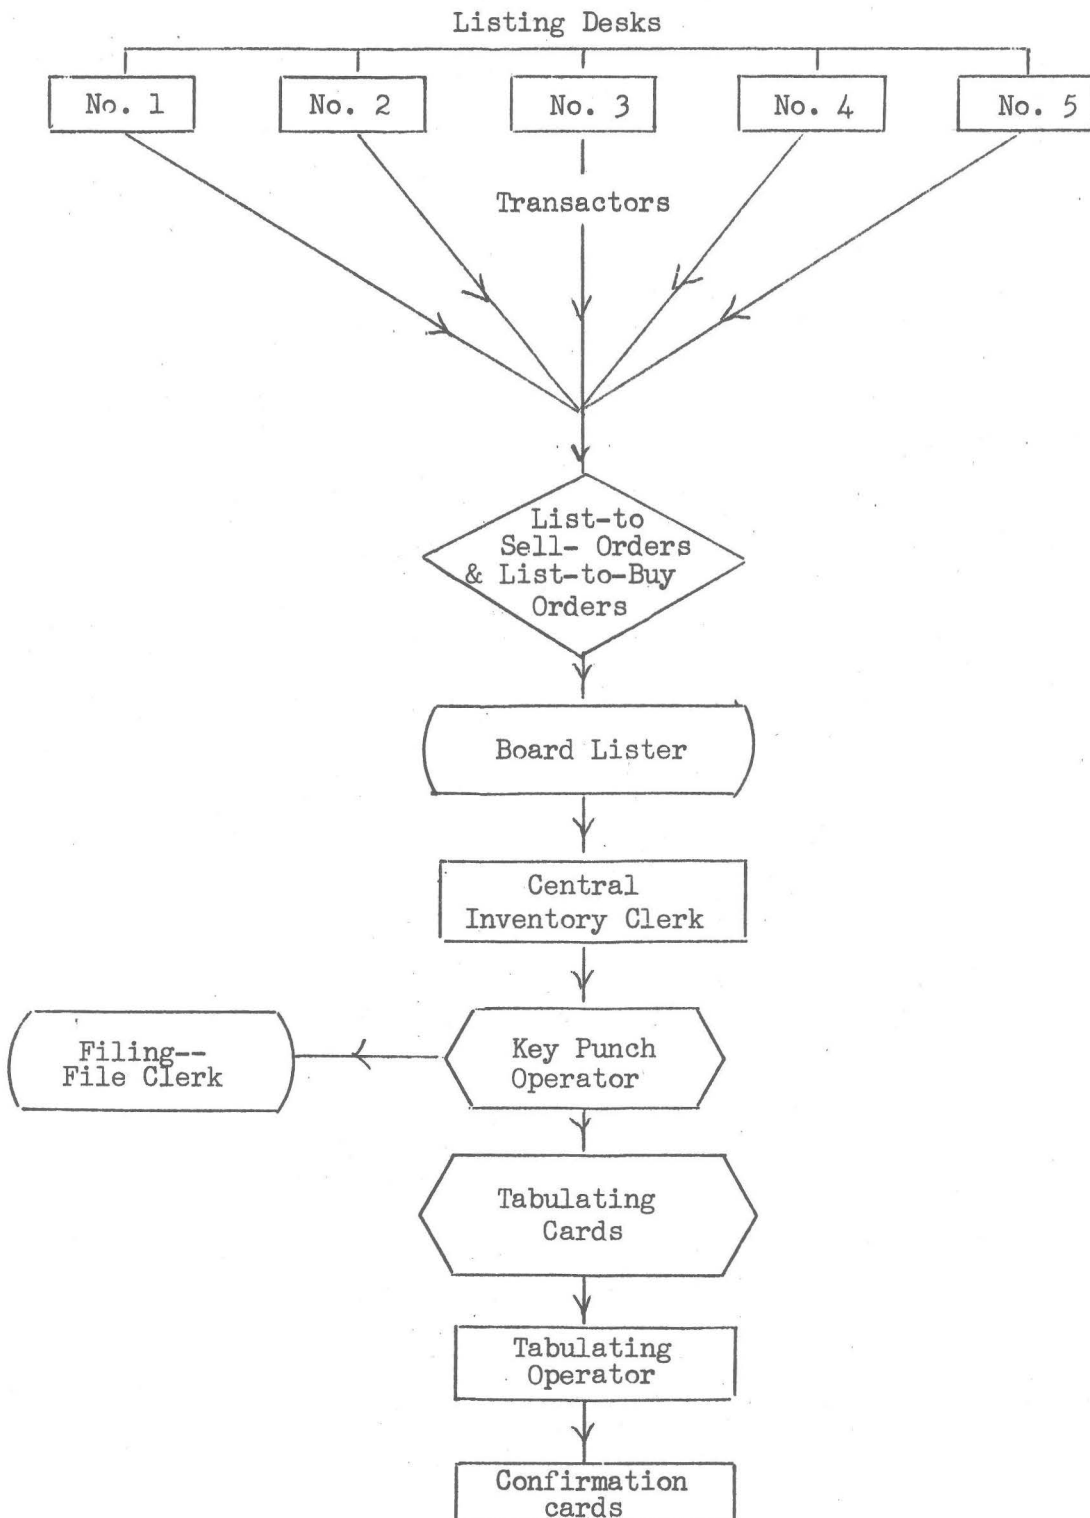 Listing Desks
No. 1 No. 2 No. 3 No. 4 No. 5
Transactors
List-to
Sell- Orders
& List-to-Buy
Orders
Board Lister
Central
Inventory Clerk
Filing--
File Clerk
Key Punch
Operator
Tabulating
Cards
Tabulating
Operator
Confirmation
cards